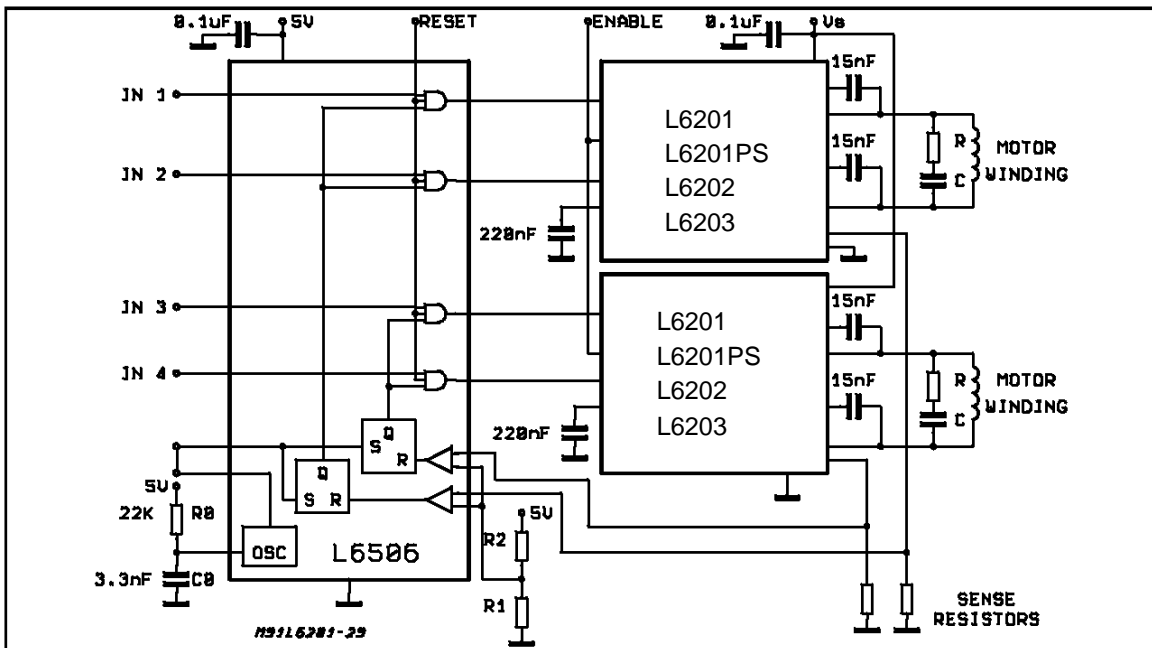 0.1uF
5V
RESET
ENABLE
0.1uF
Vs
IN 1
IN 2
IN 3
IN 4
L6201
L6201PS
L6202
L6203
15nF
15nF
R
C
MOTOR
WINDING
220nF
L6201
L6201PS
L6202
L6203
15nF
15nF
R
C
MOTOR
WINDING
220nF
Q
S
R
Q
S
R
5V
22K
R0
OSC
L6506
3.3nF
C0
5V
R2
R1
SENSE
RESISTORS
M91L6201-29